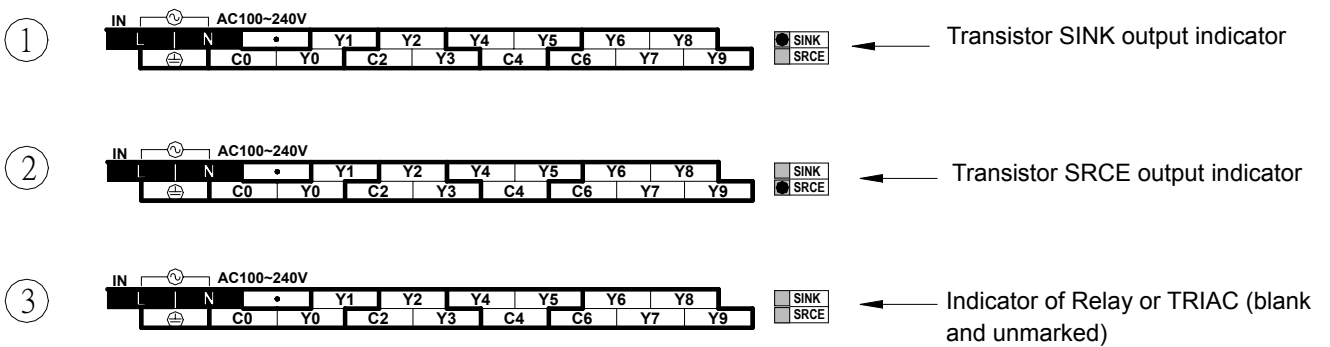 IN AC100~240V
L N • Y1 Y2 Y4 Y5 Y6 Y8
C0 Y0 C2 Y3 C4 C6 Y7 Y9
1
SINK
SRCE
Transistor SINK output indicator
IN AC100~240V
L N • Y1 Y2 Y4 Y5 Y6 Y8
C0 Y0 C2 Y3 C4 C6 Y7 Y9
2
SINK
SRCE
Transistor SRCE output indicator
IN AC100~240V
L N • Y1 Y2 Y4 Y5 Y6 Y8
C0 Y0 C2 Y3 C4 C6 Y7 Y9
3
SINK
SRCE
Indicator of Relay or TRIAC (blank
and unmarked)